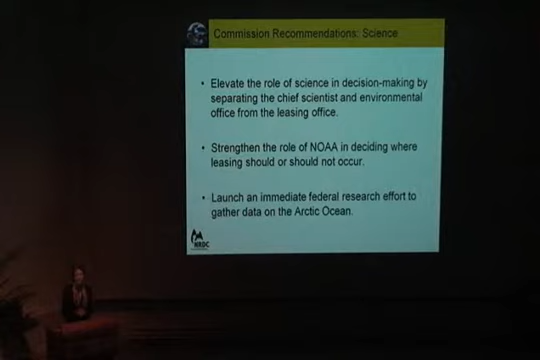 Commission Recommendations: Science
• Elevate the role of science in decision-making by
separating the chief scientist and environmental
office from the leasing office.
• Strengthen the role of NOAA in deciding where
leasing should or should not occur.
• Launch an immediate federal research effort to
gather data on the Arctic Ocean.
NRDC